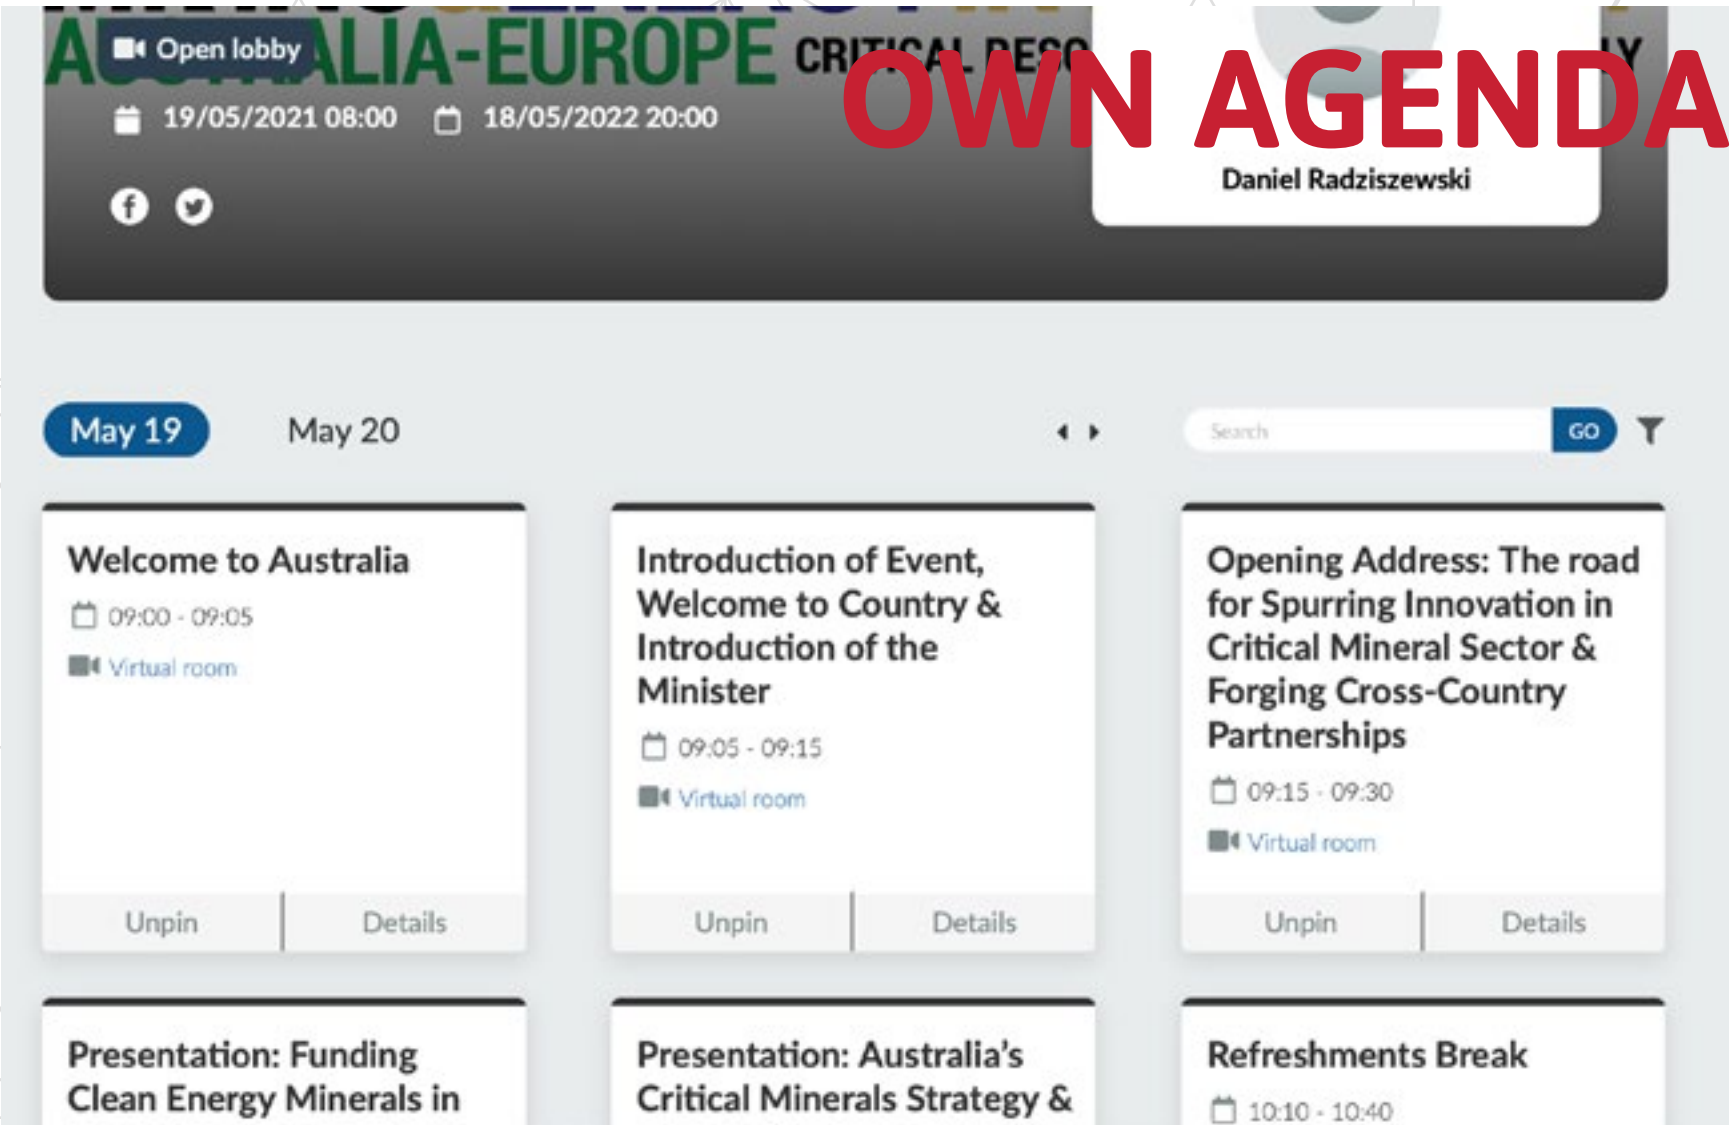 AUSTRALIA-EUROPE CRITICAL
Open lobby
OWN AGENDA
19/05/2021 08:00 18/05/2022 20:00
Daniel Radziszewski
May 19 May 20
Search GO
Welcome to Australia
09:00 - 09:05
Virtual room
Unpin Details
Introduction of Event,
Welcome to Country &
Introduction of the
Minister
09:05 - 09:15
Virtual room
Unpin Details
Opening Address: The road
for Spurring Innovation in
Critical Mineral Sector &
Forging Cross-Country
Partnerships
09:15 - 09:30
Virtual room
Unpin Details
Presentation: Funding
Clean Energy Minerals in
Presentation: Australia's
Critical Minerals Strategy &
Refreshments Break
10:10 - 10:40